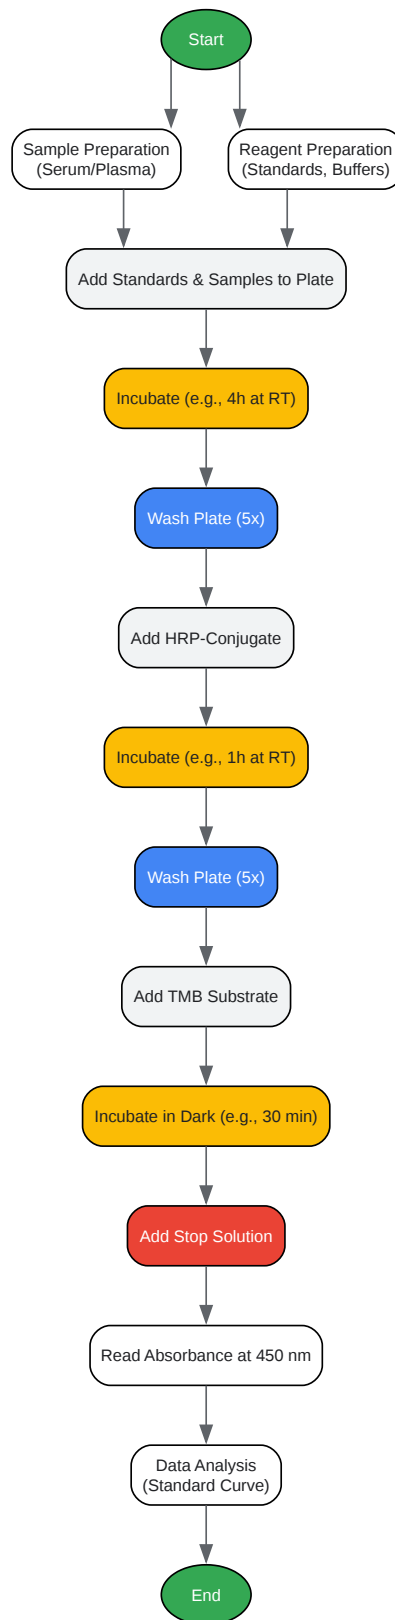 Start
Sample Preparation
(Serum/Plasma)
Reagent Preparation
(Standards, Buffers)
Add Standards & Samples to Plate
Incubate (e.g., 4h at RT)
Wash Plate (5x)
Add HRP-Conjugate
Incubate (e.g., 1h at RT)
Wash Plate (5x)
Add TMB Substrate
Incubate in Dark (e.g., 30 min)
Add Stop Solution
Read Absorbance at 450 nm
Data Analysis
(Standard Curve)
End